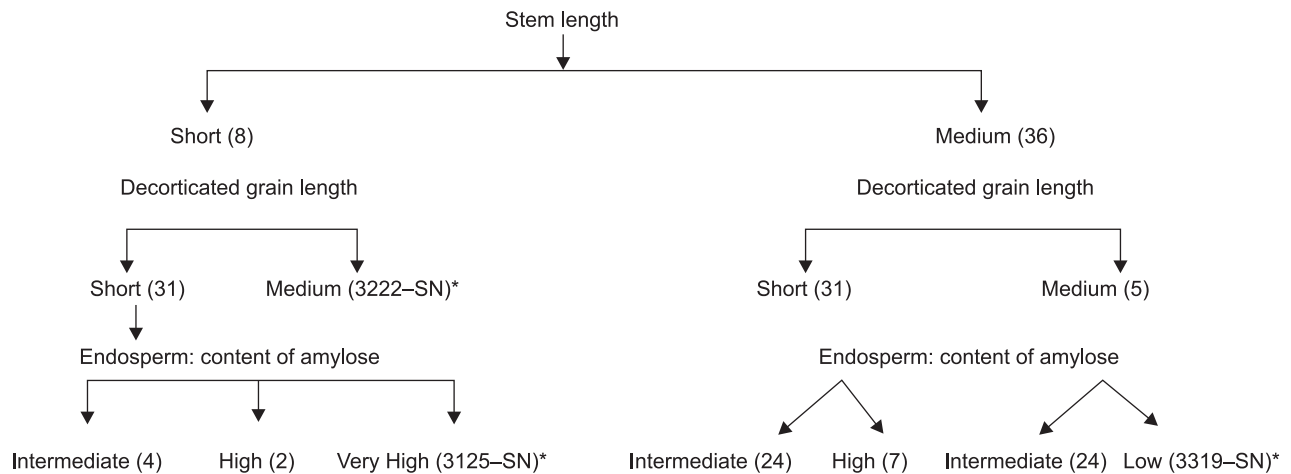 Stem length
Short (8) Medium (36)
Decorticated grain length Decorticated grain length
Short (31) Medium (3222–SN)* Short (31) Medium (5)
Endosperm: content of amylose Endosperm: content of amylose
Intermediate (4) High (2) Very High (3125–SN)* Intermediate (24) High (7) Intermediate (24) Low (3319–SN)*